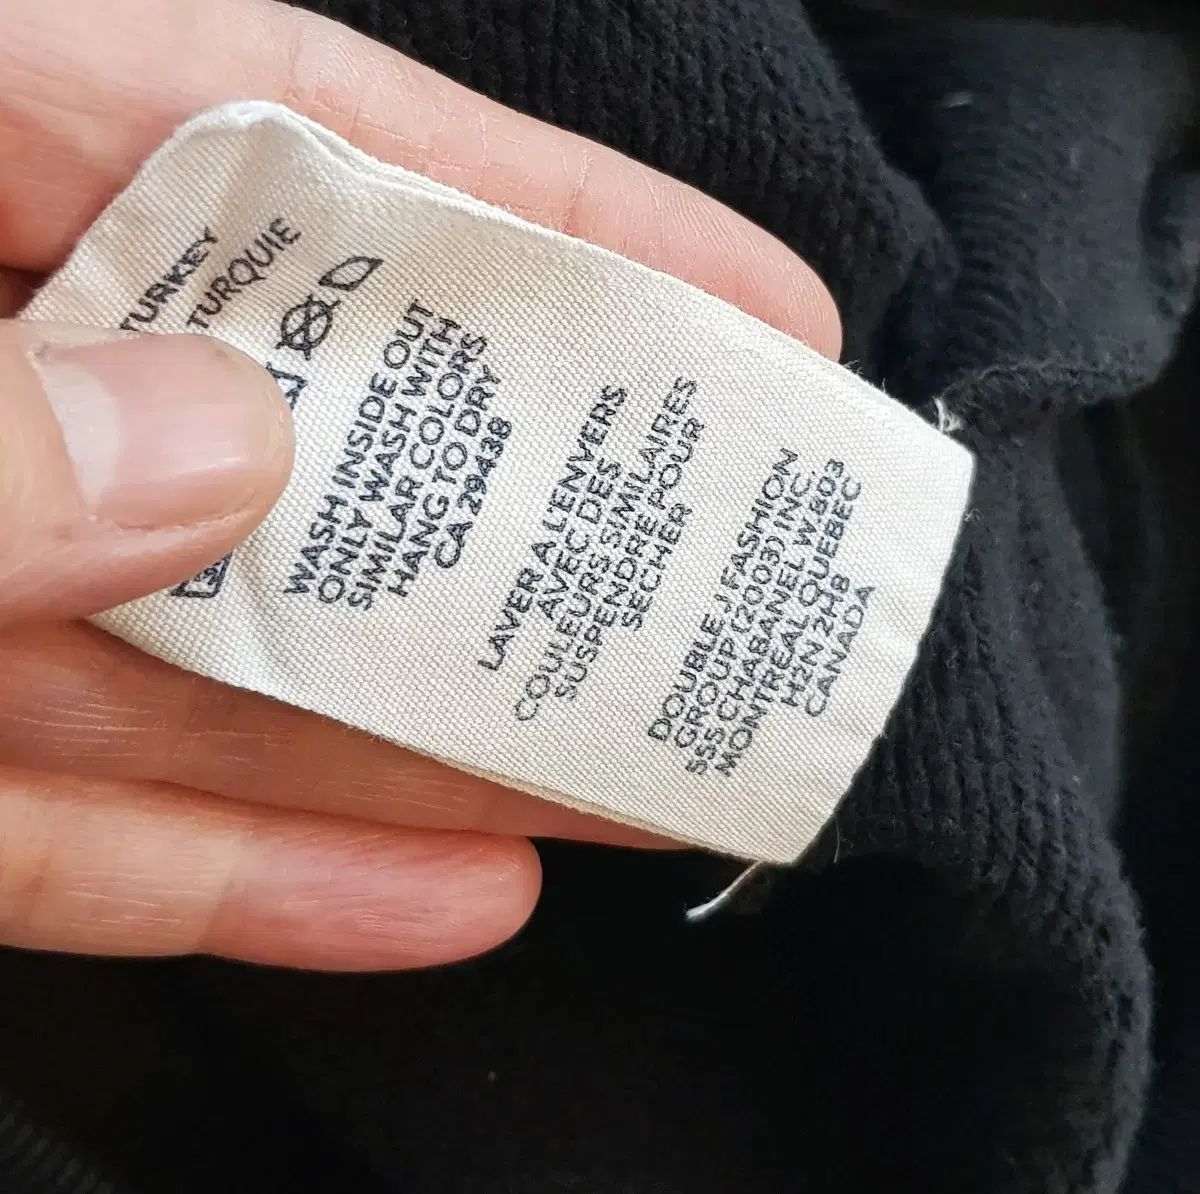 TURKEY
TURQUIE
WASH INSIDE OUT
ONLY WASH WITH
SIMILAR COLORS
HANG TO DRY
CA 29438
LAVER A L'ENVERS
AVEC DES
COULEURS SIMILAIRES
SUSPENDRE POUR
SECHER
DOUBLE J FASHION
GROUP (2003) INC.
555 CHABANEL W803
MONTREAL QUEBEC
H2N 2H8
CANADA